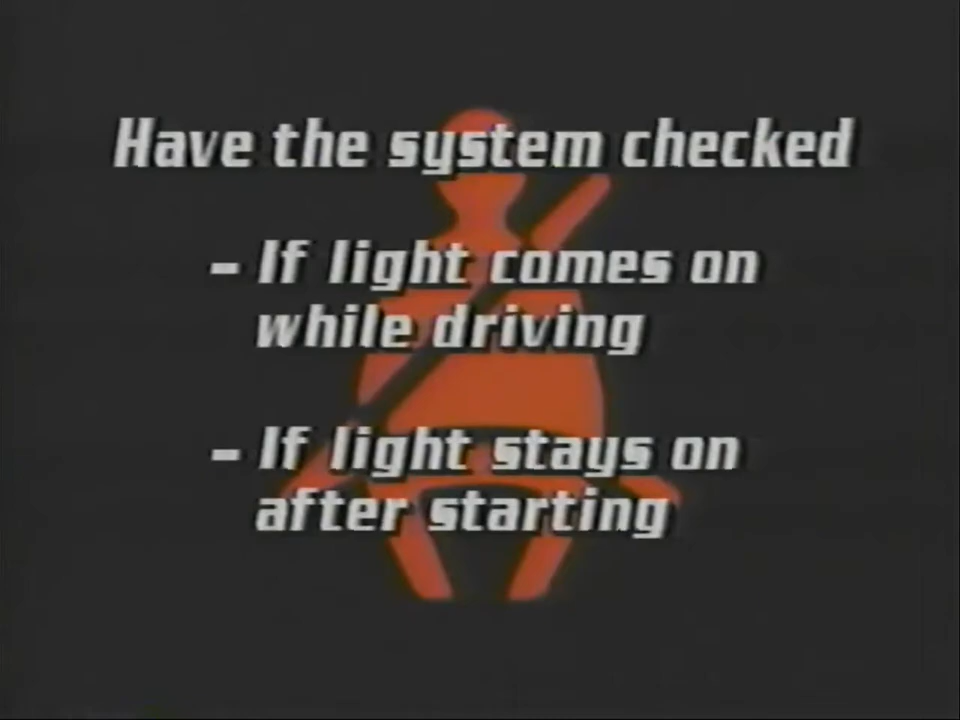 Have the system checked
- If light comes on
while driving
- If light stays on
after starting